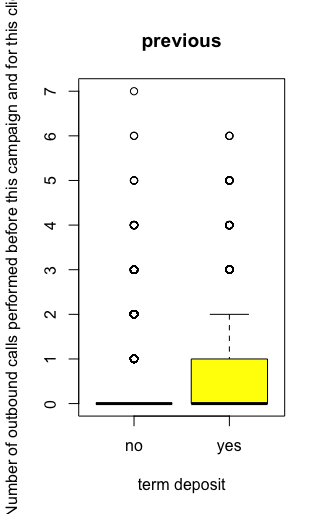 previous
Number of outbound calls performed before this campaign and for this cli
7
6
5
4
3
2
1
0
no yes
term deposit